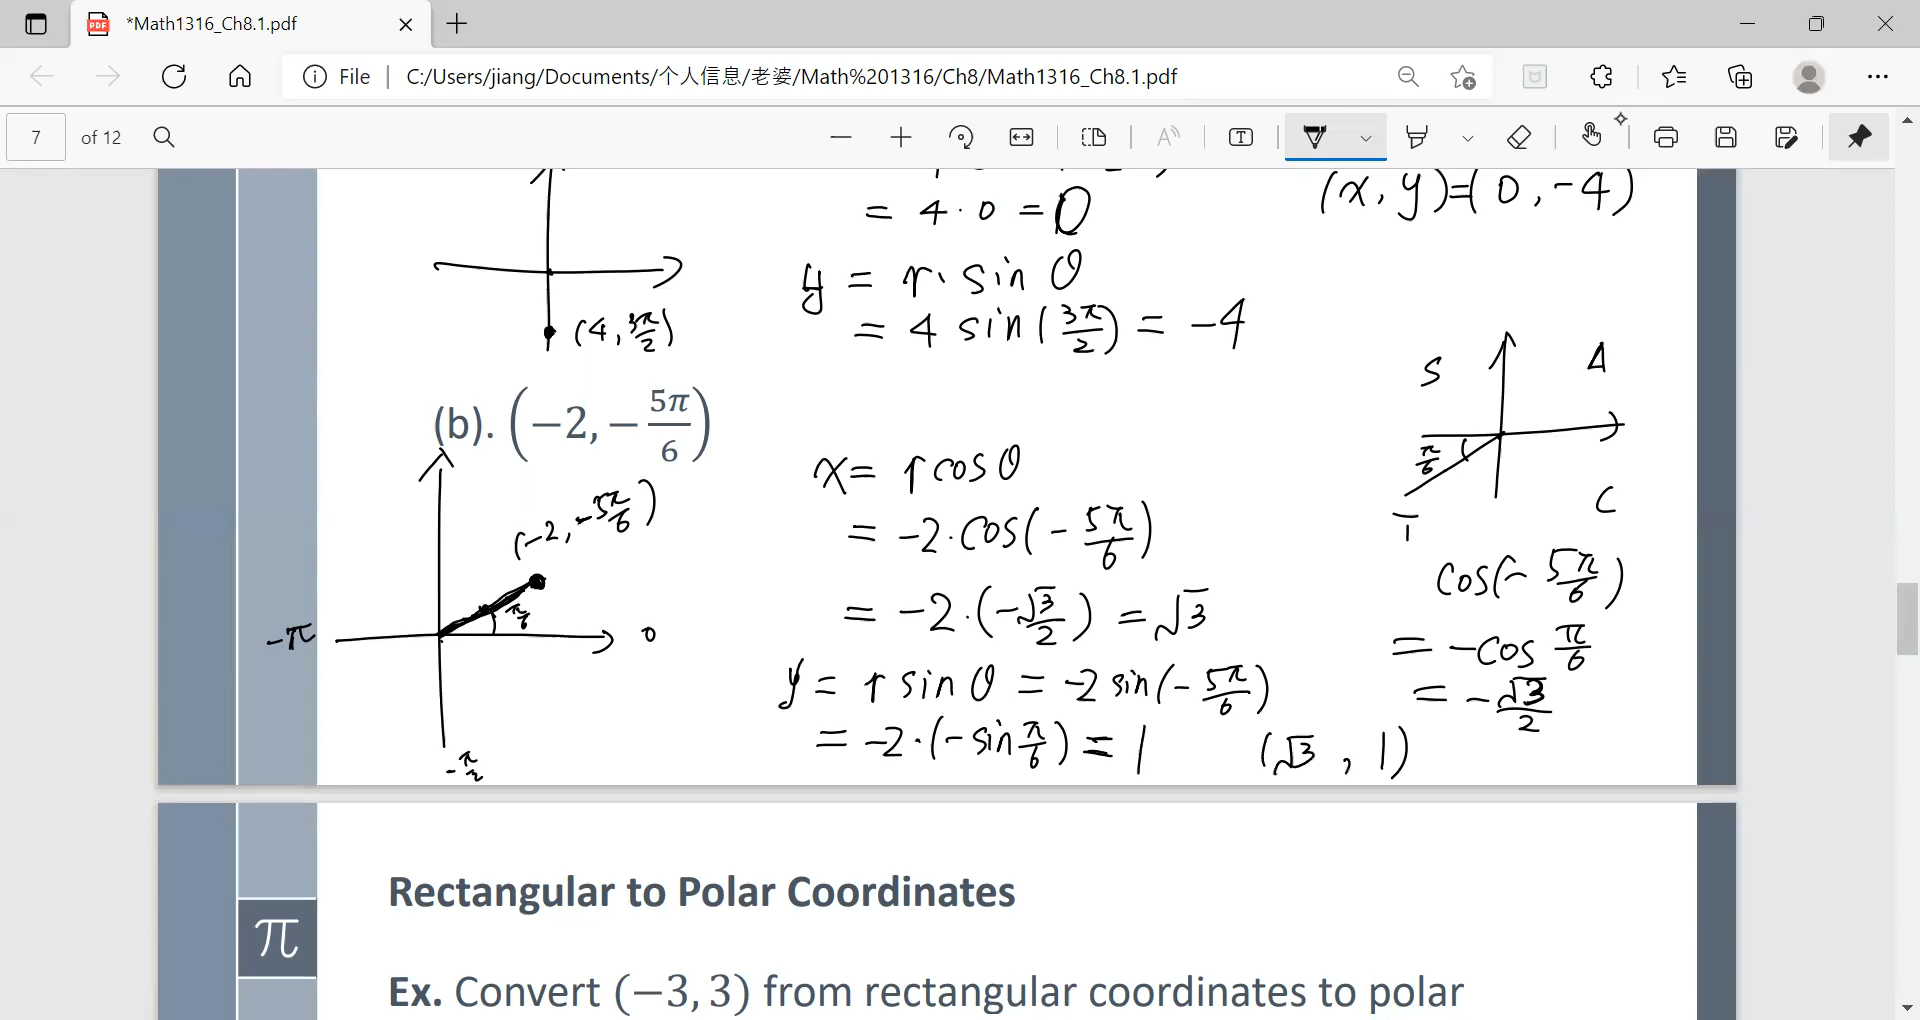 *Math1316_Ch8.1.pdf
File | C:/Users/jiang/Documents/个人信息/老婆/Math%201316/Ch8/Math1316_Ch8.1.pdf
7 of 12
= 4 · 0 = 0
(x, y)=(0, -4)
y = r · sin θ
= 4 sin(3π/2) = -4
(4, 3π/2)
S A
π/6
T C
(b). (−2, − 5π/6)
(-2, -5π/6)
π/6
-π 0
-π/2
x = r cos θ
= -2 · cos(- 5π/6)
= -2 · (-√3/2) = √3
y = r sin θ = -2 sin(- 5π/6)
= -2 · (- sin π/6) = 1
(√3, 1)
cos(- 5π/6)
= -cos π/6
= - √3/2
Rectangular to Polar Coordinates
π
Ex. Convert (−3, 3) from rectangular coordinates to polar